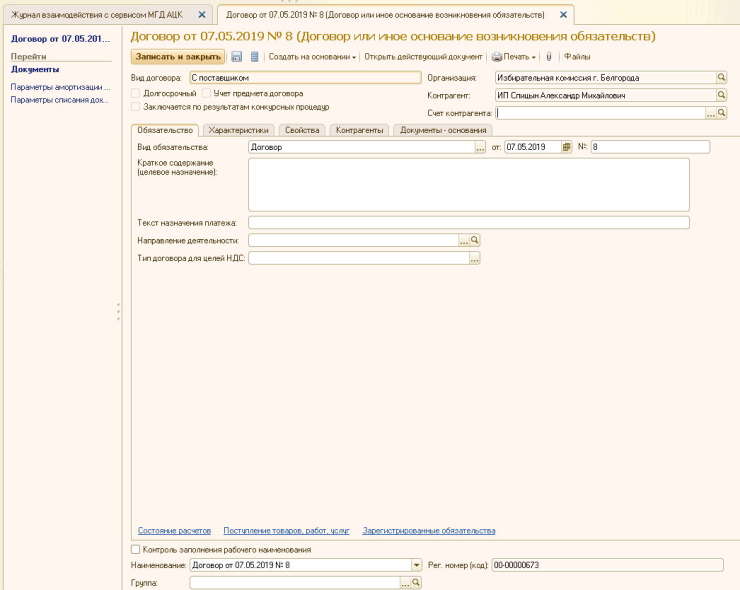 Журнал взаимодействия с сервисом МГД АЦК
Договор от 07.05.2019 № 8 (Договор или иное основание возникновения обязательств)
Договор от 07.05.201...
Перейти
Документы
Параметры амортизации ...
Параметры списания док...
Договор от 07.05.2019 № 8 (Договор или иное основание возникновения обязательств)
Записать и закрыть Создать на основании Открыть действующий документ Печать Файлы
Вид договора: С поставщиком Организация: Избирательная комиссия г. Белгорода
Долгосрочный Учет предмета договора Контрагент: ИП Спицын Александр Михайлович
Заключается по результатам конкурсных процедур Счет контрагента:
Обязательство Характеристики Свойства Контрагенты Документы - основания
Вид обязательства: Договор ... от: 07.05.2019 №: 8
Краткое содержание
(целевое назначение):
Текст назначения платежа:
Направление деятельности: ...
Тип договора для целей НДС: ...
Состояние расчетов Поступление товаров, работ, услуг Зарегистрированные обязательства
Контроль заполнения рабочего наименования
Наименование: Договор от 07.05.2019 № 8 Рег. номер (код): 00-00000673
Группа: ...